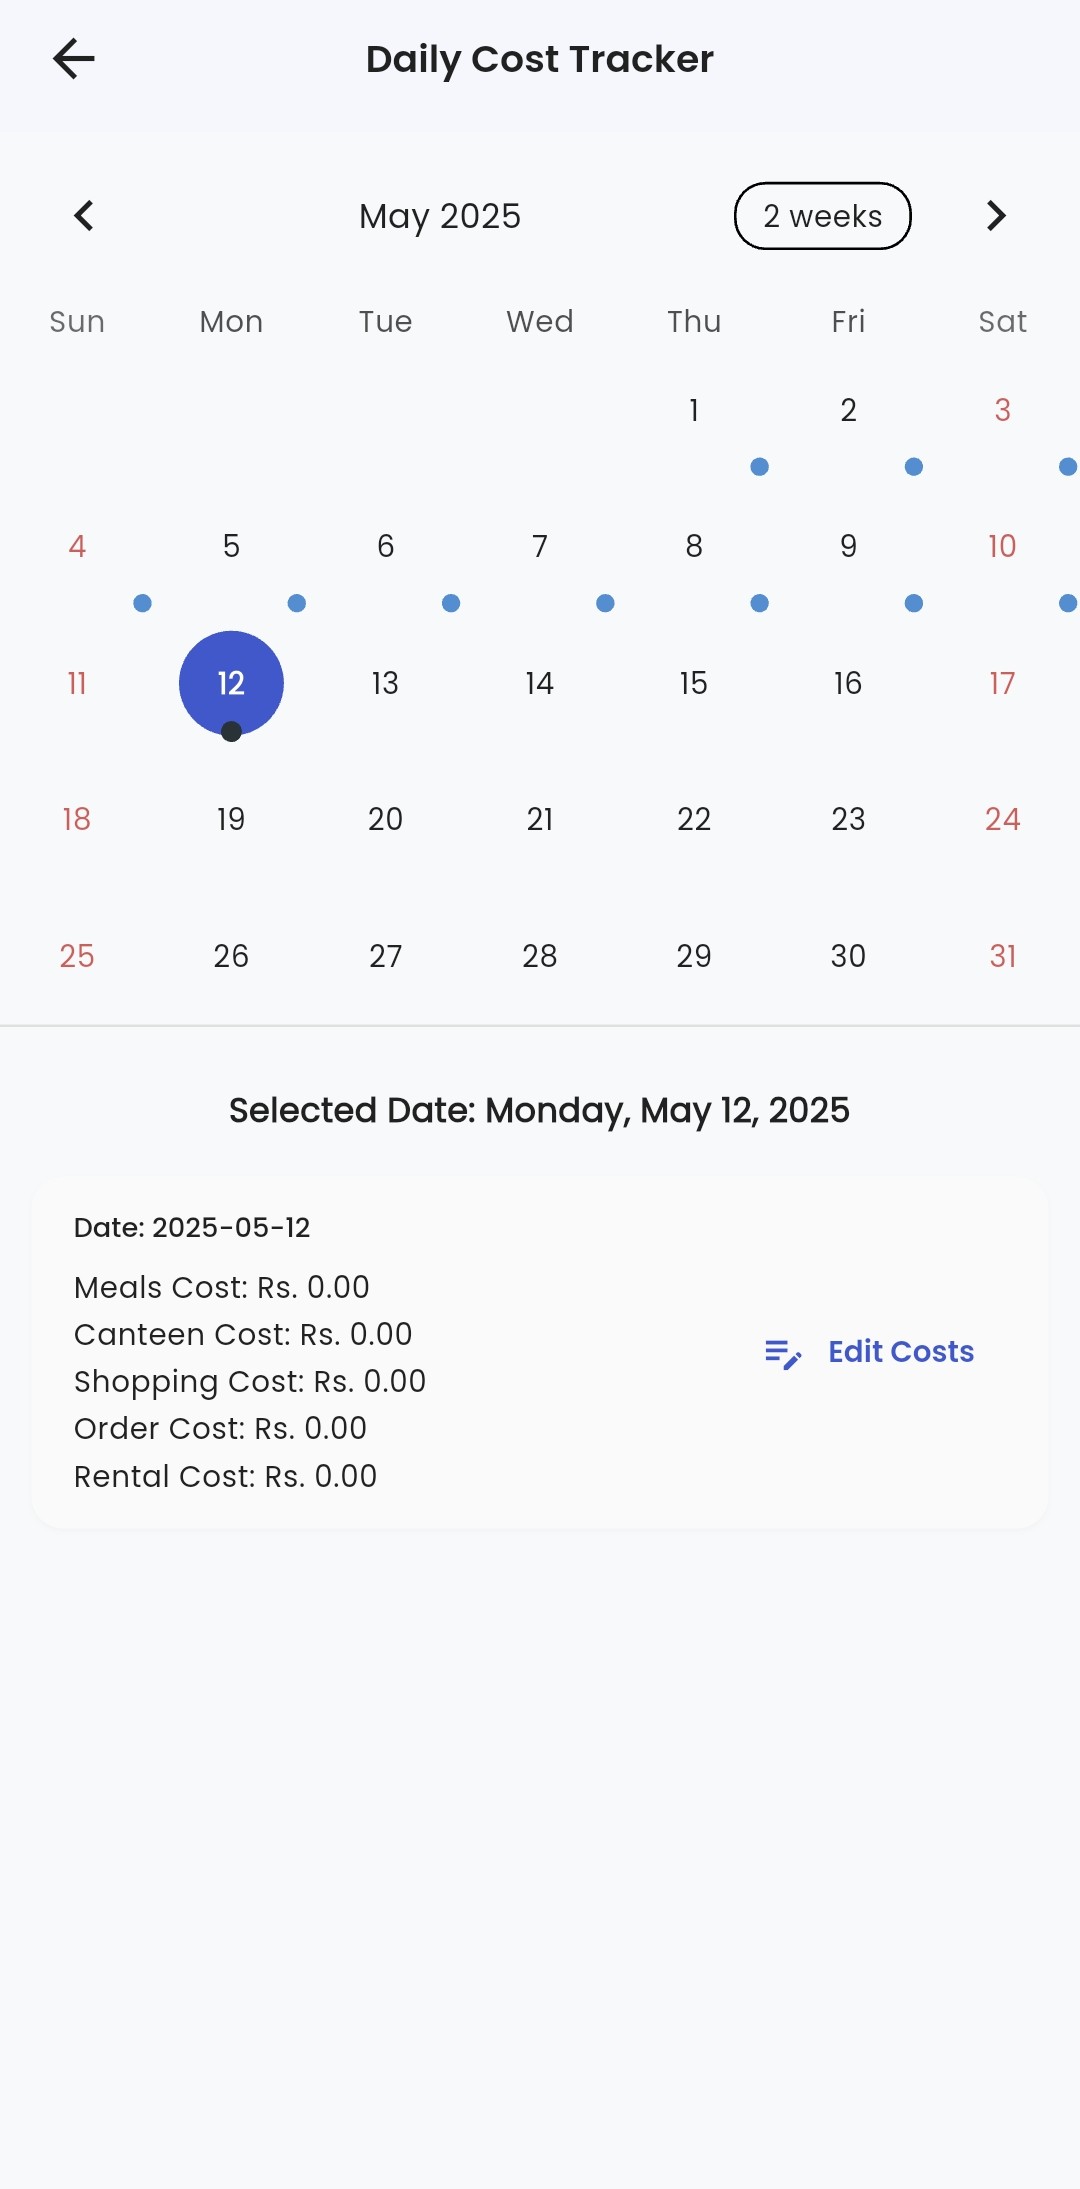 Daily Cost Tracker
May 2025 2 weeks
Sun Mon Tue Wed Thu Fri Sat
1 2 3
4 5 6 7 8 9 10
11 12 13 14 15 16 17
18 19 20 21 22 23 24
25 26 27 28 29 30 31
Selected Date: Monday, May 12, 2025
Date: 2025-05-12
Meals Cost: Rs. 0.00
Canteen Cost: Rs. 0.00
Edit Costs
Shopping Cost: Rs. 0.00
Order Cost: Rs. 0.00
Rental Cost: Rs. 0.00